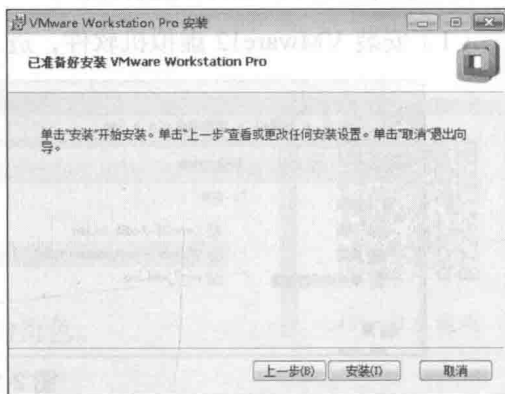 VMware Workstation Pro 安装
已准备好安装 VMware Workstation Pro
单击"安装"开始安装。单击"上一步"查看或更改任何安装设置。单击"取消"退出向
导。
上一步(B)
安装(I)
取消